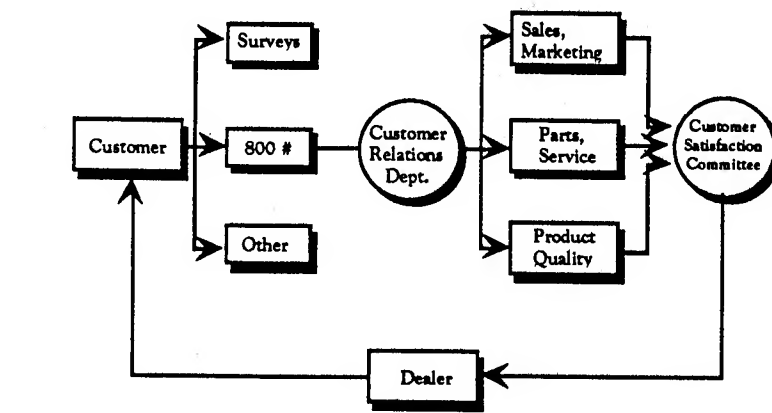 Surveys
Sales,
Marketing
Customer
800 #
Customer
Relations
Dept.
Parts,
Service
Customer
Satisfaction
Committee
Other
Product
Quality
Dealer